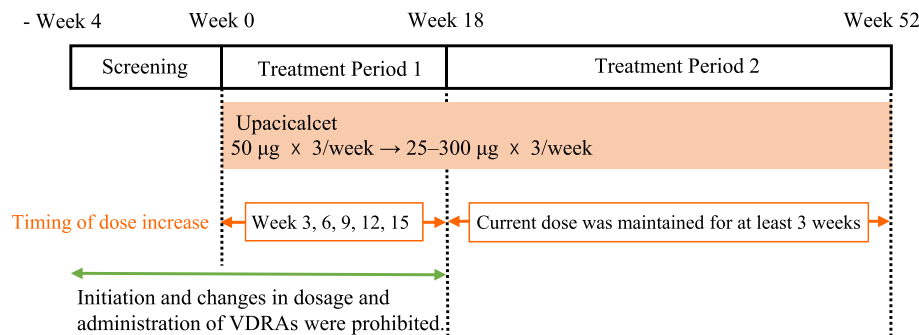 - Week 4 Week 0 Week 18 Week 52
Screening Treatment Period 1 Treatment Period 2
Upacicalcet
50 μg × 3/week → 25–300 μg × 3/week
Timing of dose increase Week 3, 6, 9, 12, 15 Current dose was maintained for at least 3 weeks
Initiation and changes in dosage and
administration of VDRAs were prohibited.